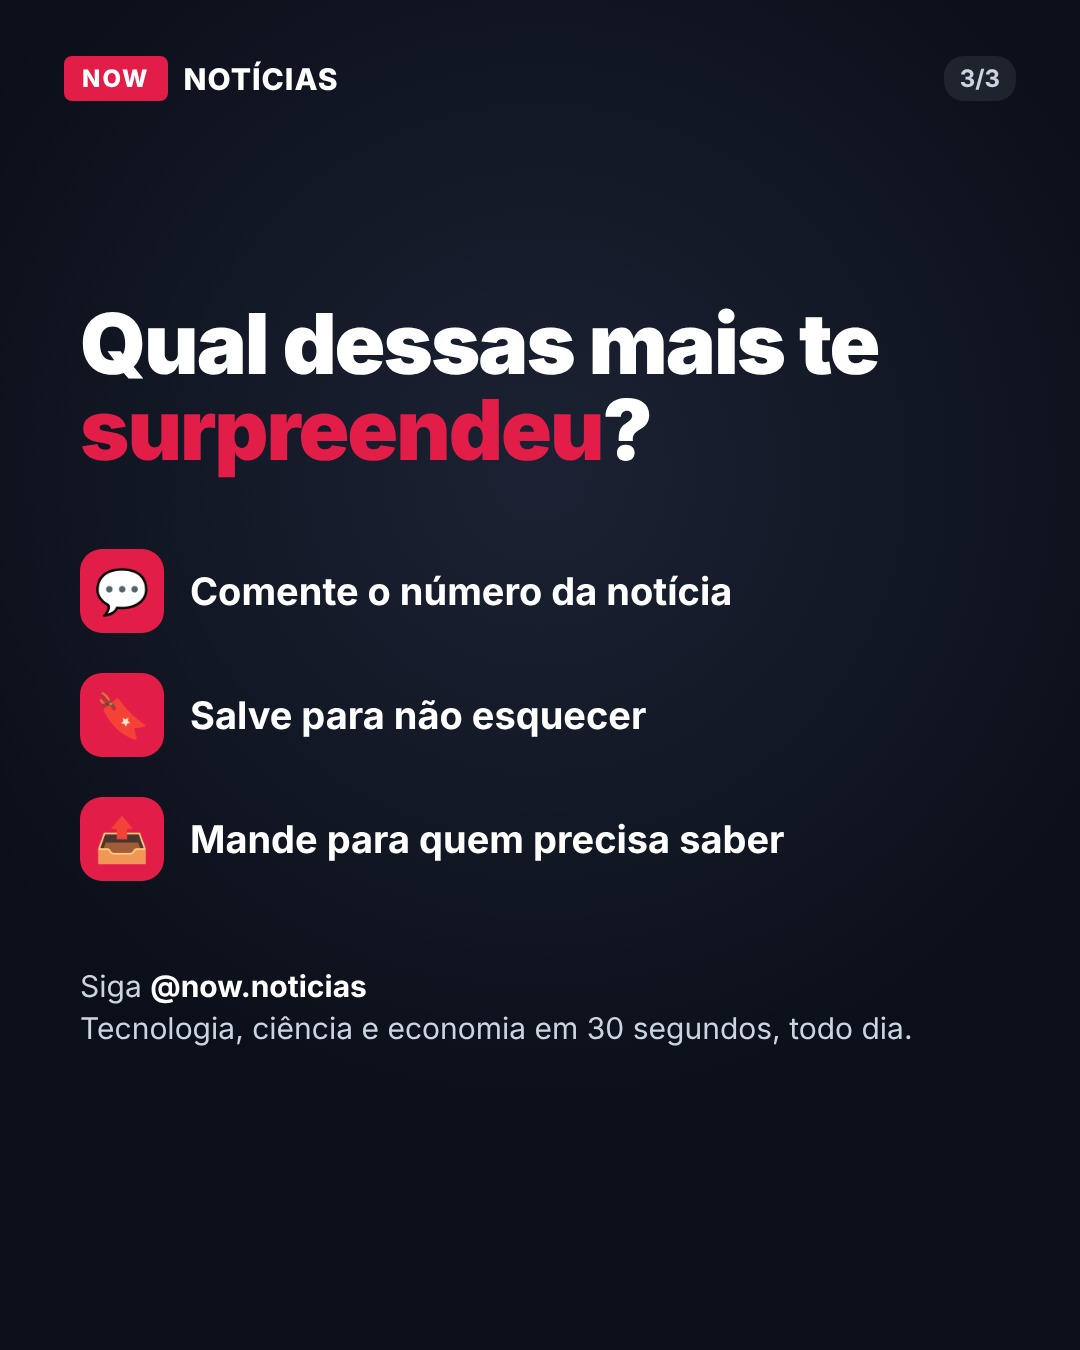 NOW NOTÍCIAS
3/3
Qual dessas mais te
surpreendeu?
Comente o número da notícia
Salve para não esquecer
Mande para quem precisa saber
Siga @now.noticias
Tecnologia, ciência e economia em 30 segundos, todo dia.